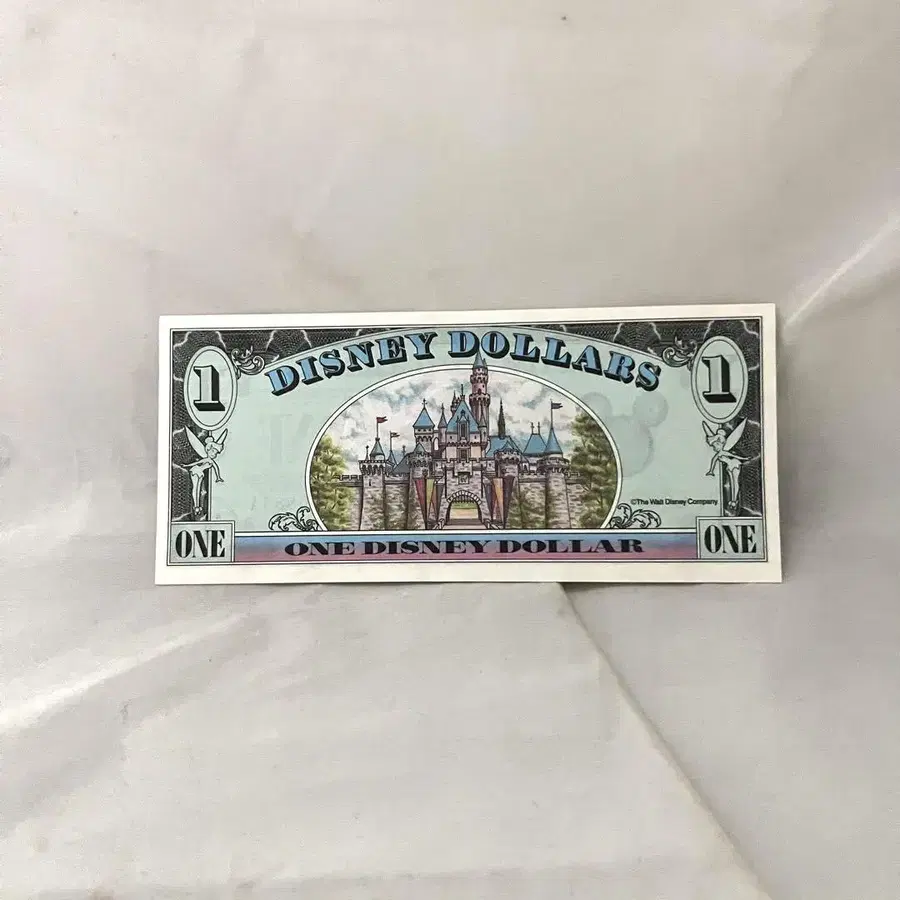 DISNEY DOLLARS
1
1
©The Walt Disney Company
ONE
ONE DISNEY DOLLAR
ONE